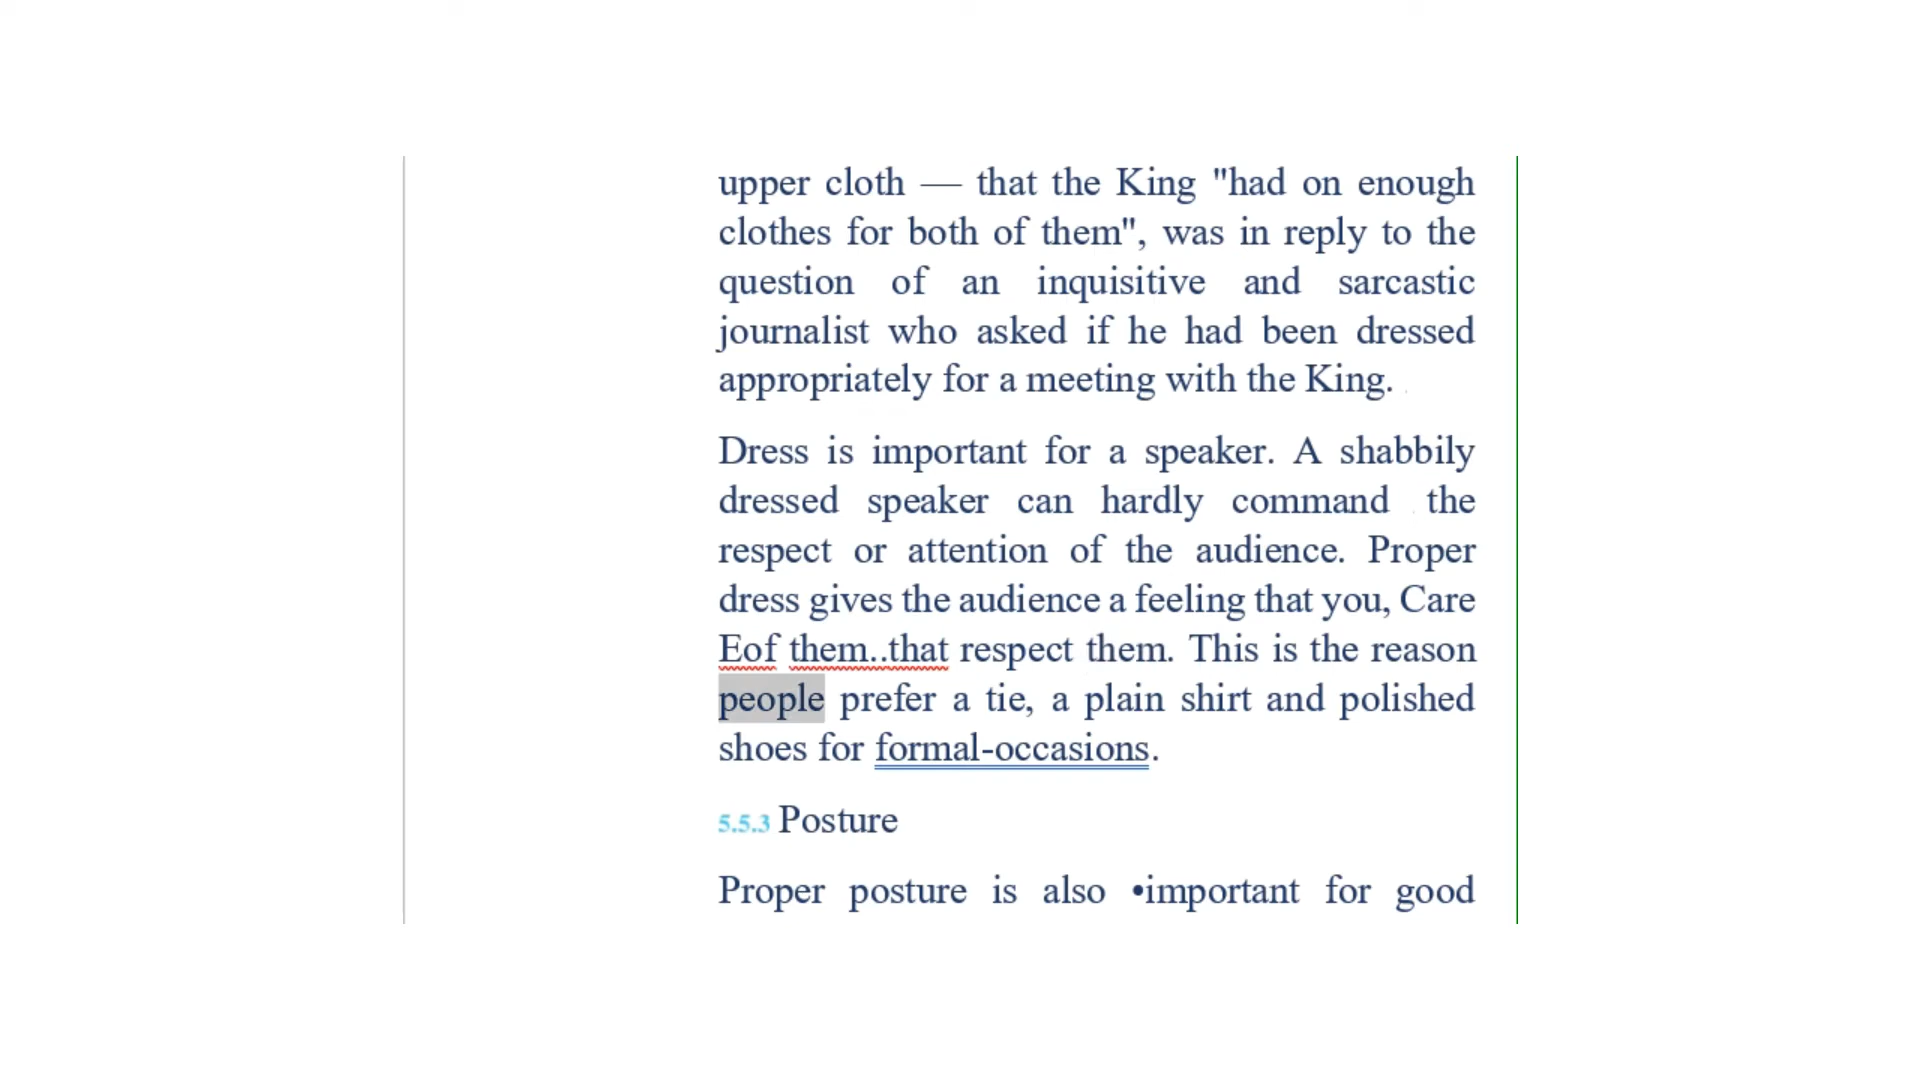 upper cloth — that the King "had on enough
clothes for both of them", was in reply to the
question of an inquisitive and sarcastic
journalist who asked if he had been dressed
appropriately for a meeting with the King.
Dress is important for a speaker. A shabbily
dressed speaker can hardly command the
respect or attention of the audience. Proper
dress gives the audience a feeling that you, Care
Eof them..that respect them. This is the reason
people prefer a tie, a plain shirt and polished
shoes for formal-occasions.
5.5.3 Posture
Proper posture is also •important for good